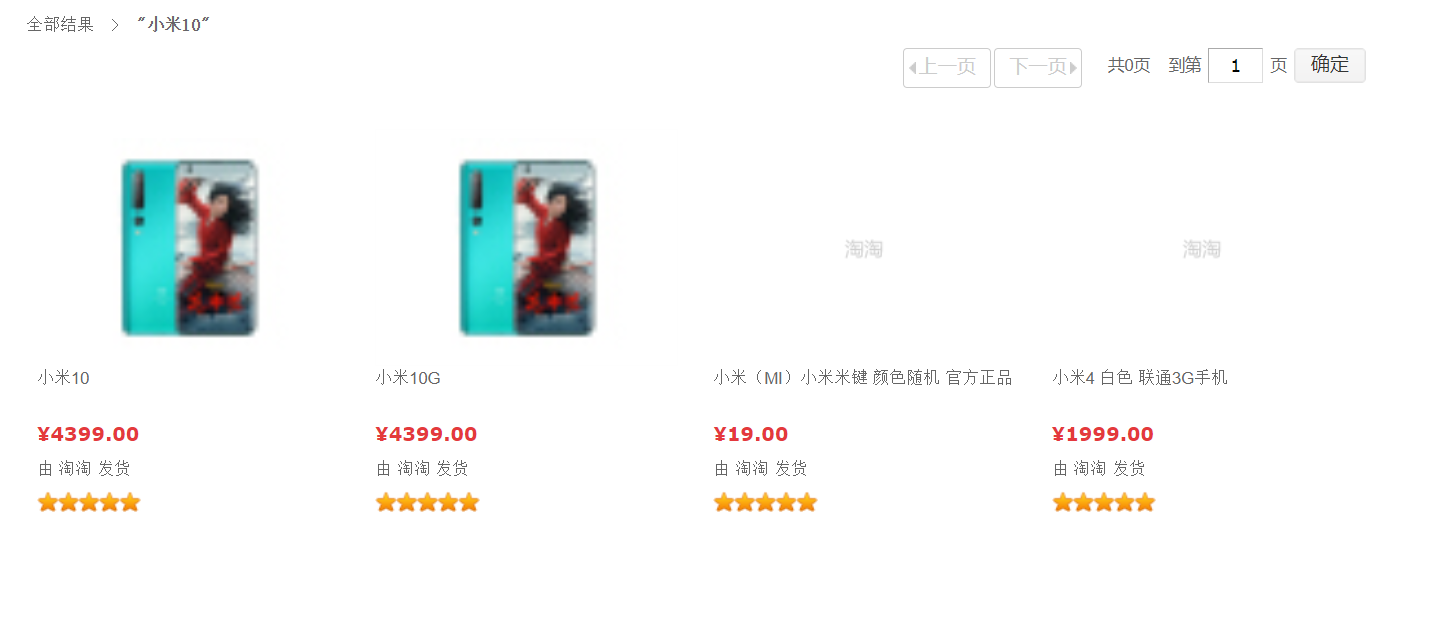 全部结果 > "小米10"
上一页 下一页 共0页 到第 1 页 确定
淘淘 淘淘
小米10 小米10G 小米（MI）小米米键 颜色随机 官方正品 小米4 白色 联通3G手机
¥4399.00 ¥4399.00 ¥19.00 ¥1999.00
由 淘淘 发货 由 淘淘 发货 由 淘淘 发货 由 淘淘 发货